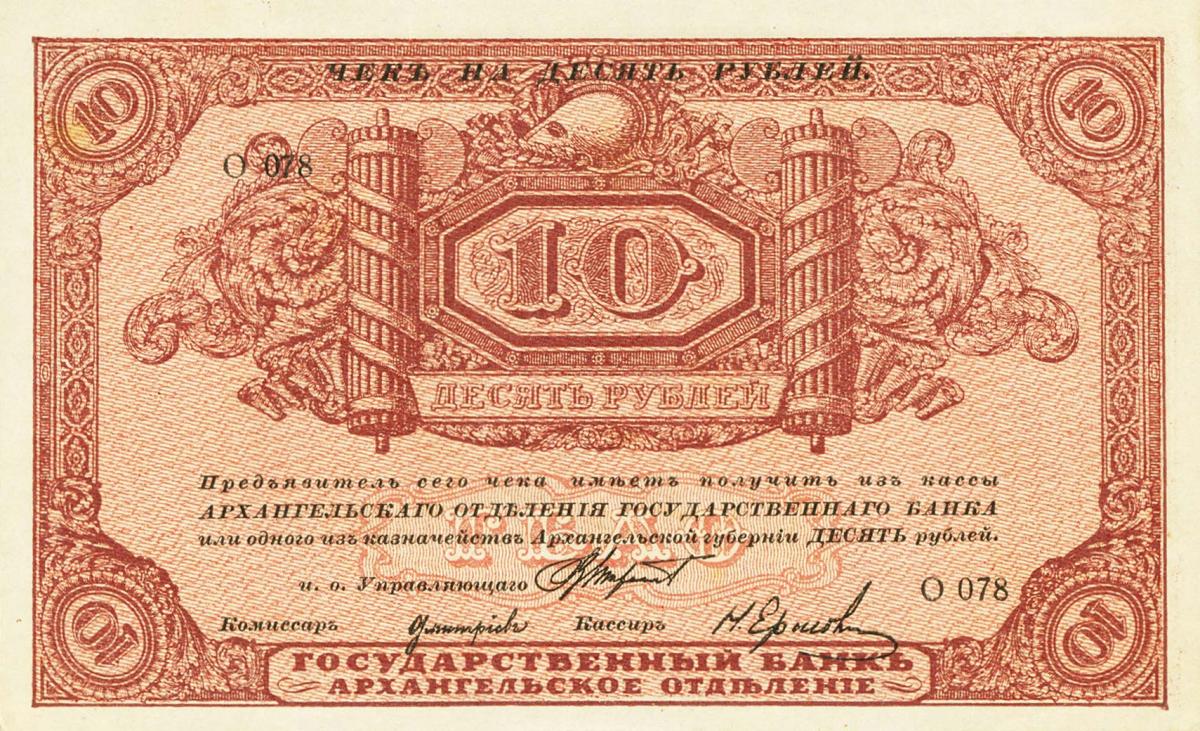 ЧЕКЪ НА ДЕСЯТЬ РУБЛЕЙ.
10
10
О 078
10
ДЕСЯТЬ РУБЛЕЙ
Предъявитель сего чека имѣетъ получить изъ кассы
АРХАНГЕЛЬСКАГО ОТДѢЛЕНІЯ ГОСУДАРСТВЕННАГО БАНКА
или одного изъ казначействъ Архангельской губерніи ДЕСЯТЬ рублей.
и. о. Управляющаго
О 078
Комиссаръ
Кассиръ
10
10
ГОСУДАРСТВЕННЫЙ БАНКЪ
АРХАНГЕЛЬСКОЕ ОТДѢЛЕНІЕ